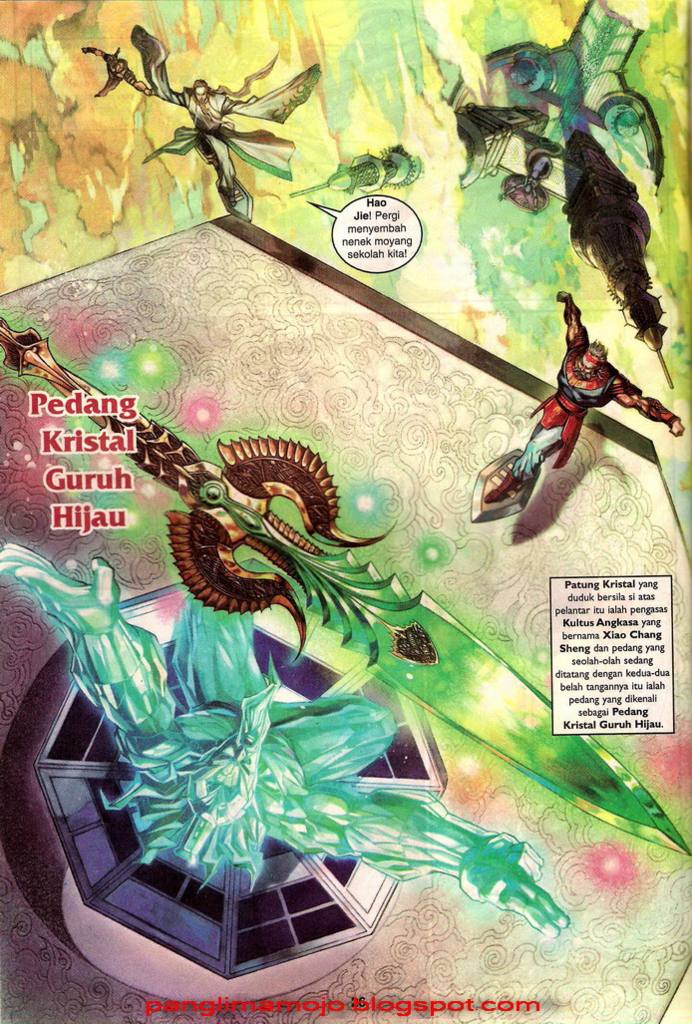 Hao
Jie! Pergi
menyembah
nenek moyang
sekolah kita!
Pedang
Kristal
Guruh
Hijau
Patung Kristal yang
duduk bersila si atas
pelantar itu ialah pengasas
Kultus Angkasa yang
bernama Xiao Chang
Sheng dan pedang yang
seolah-olah sedang
ditatang dengan kedua-dua
belah tangannya itu ialah
pedang yang dikenali
sebagai Pedang
Kristal Guruh Hijau.
26
panglimamojo.blogspot.com